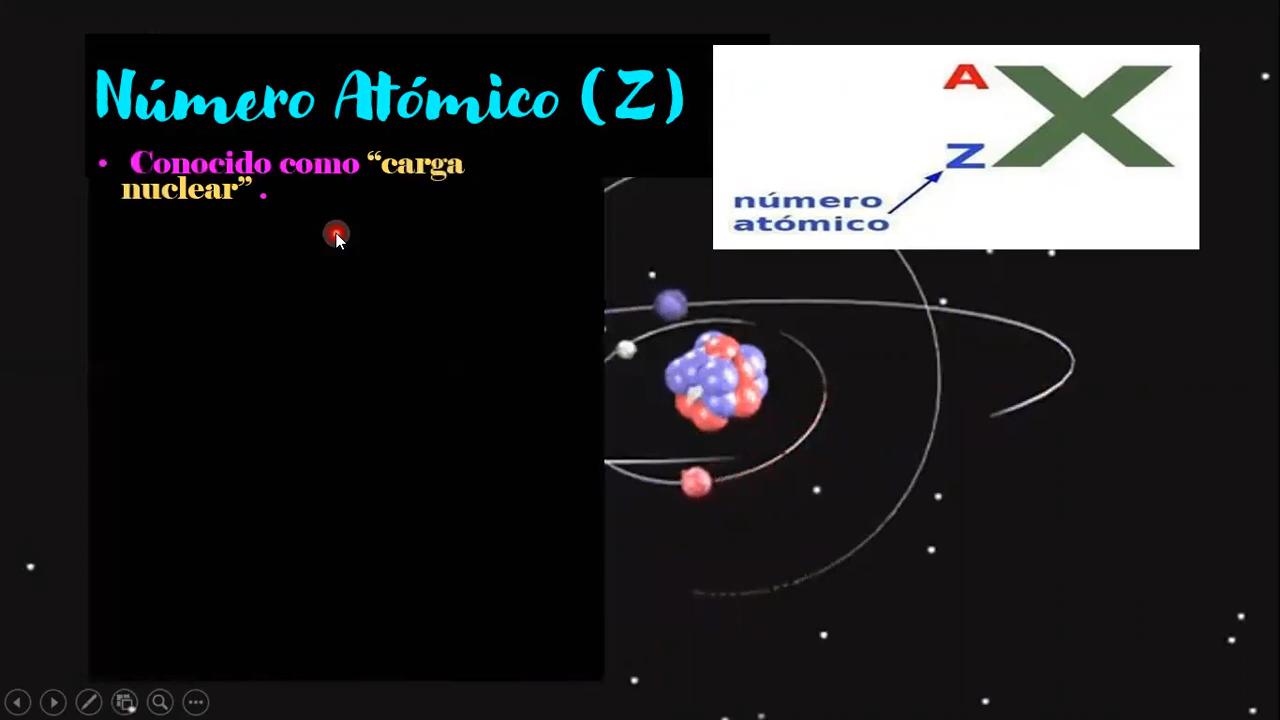 Número Atómico (Z)
• Conocido como “carga
nuclear” .
A
X
Z
número
atómico